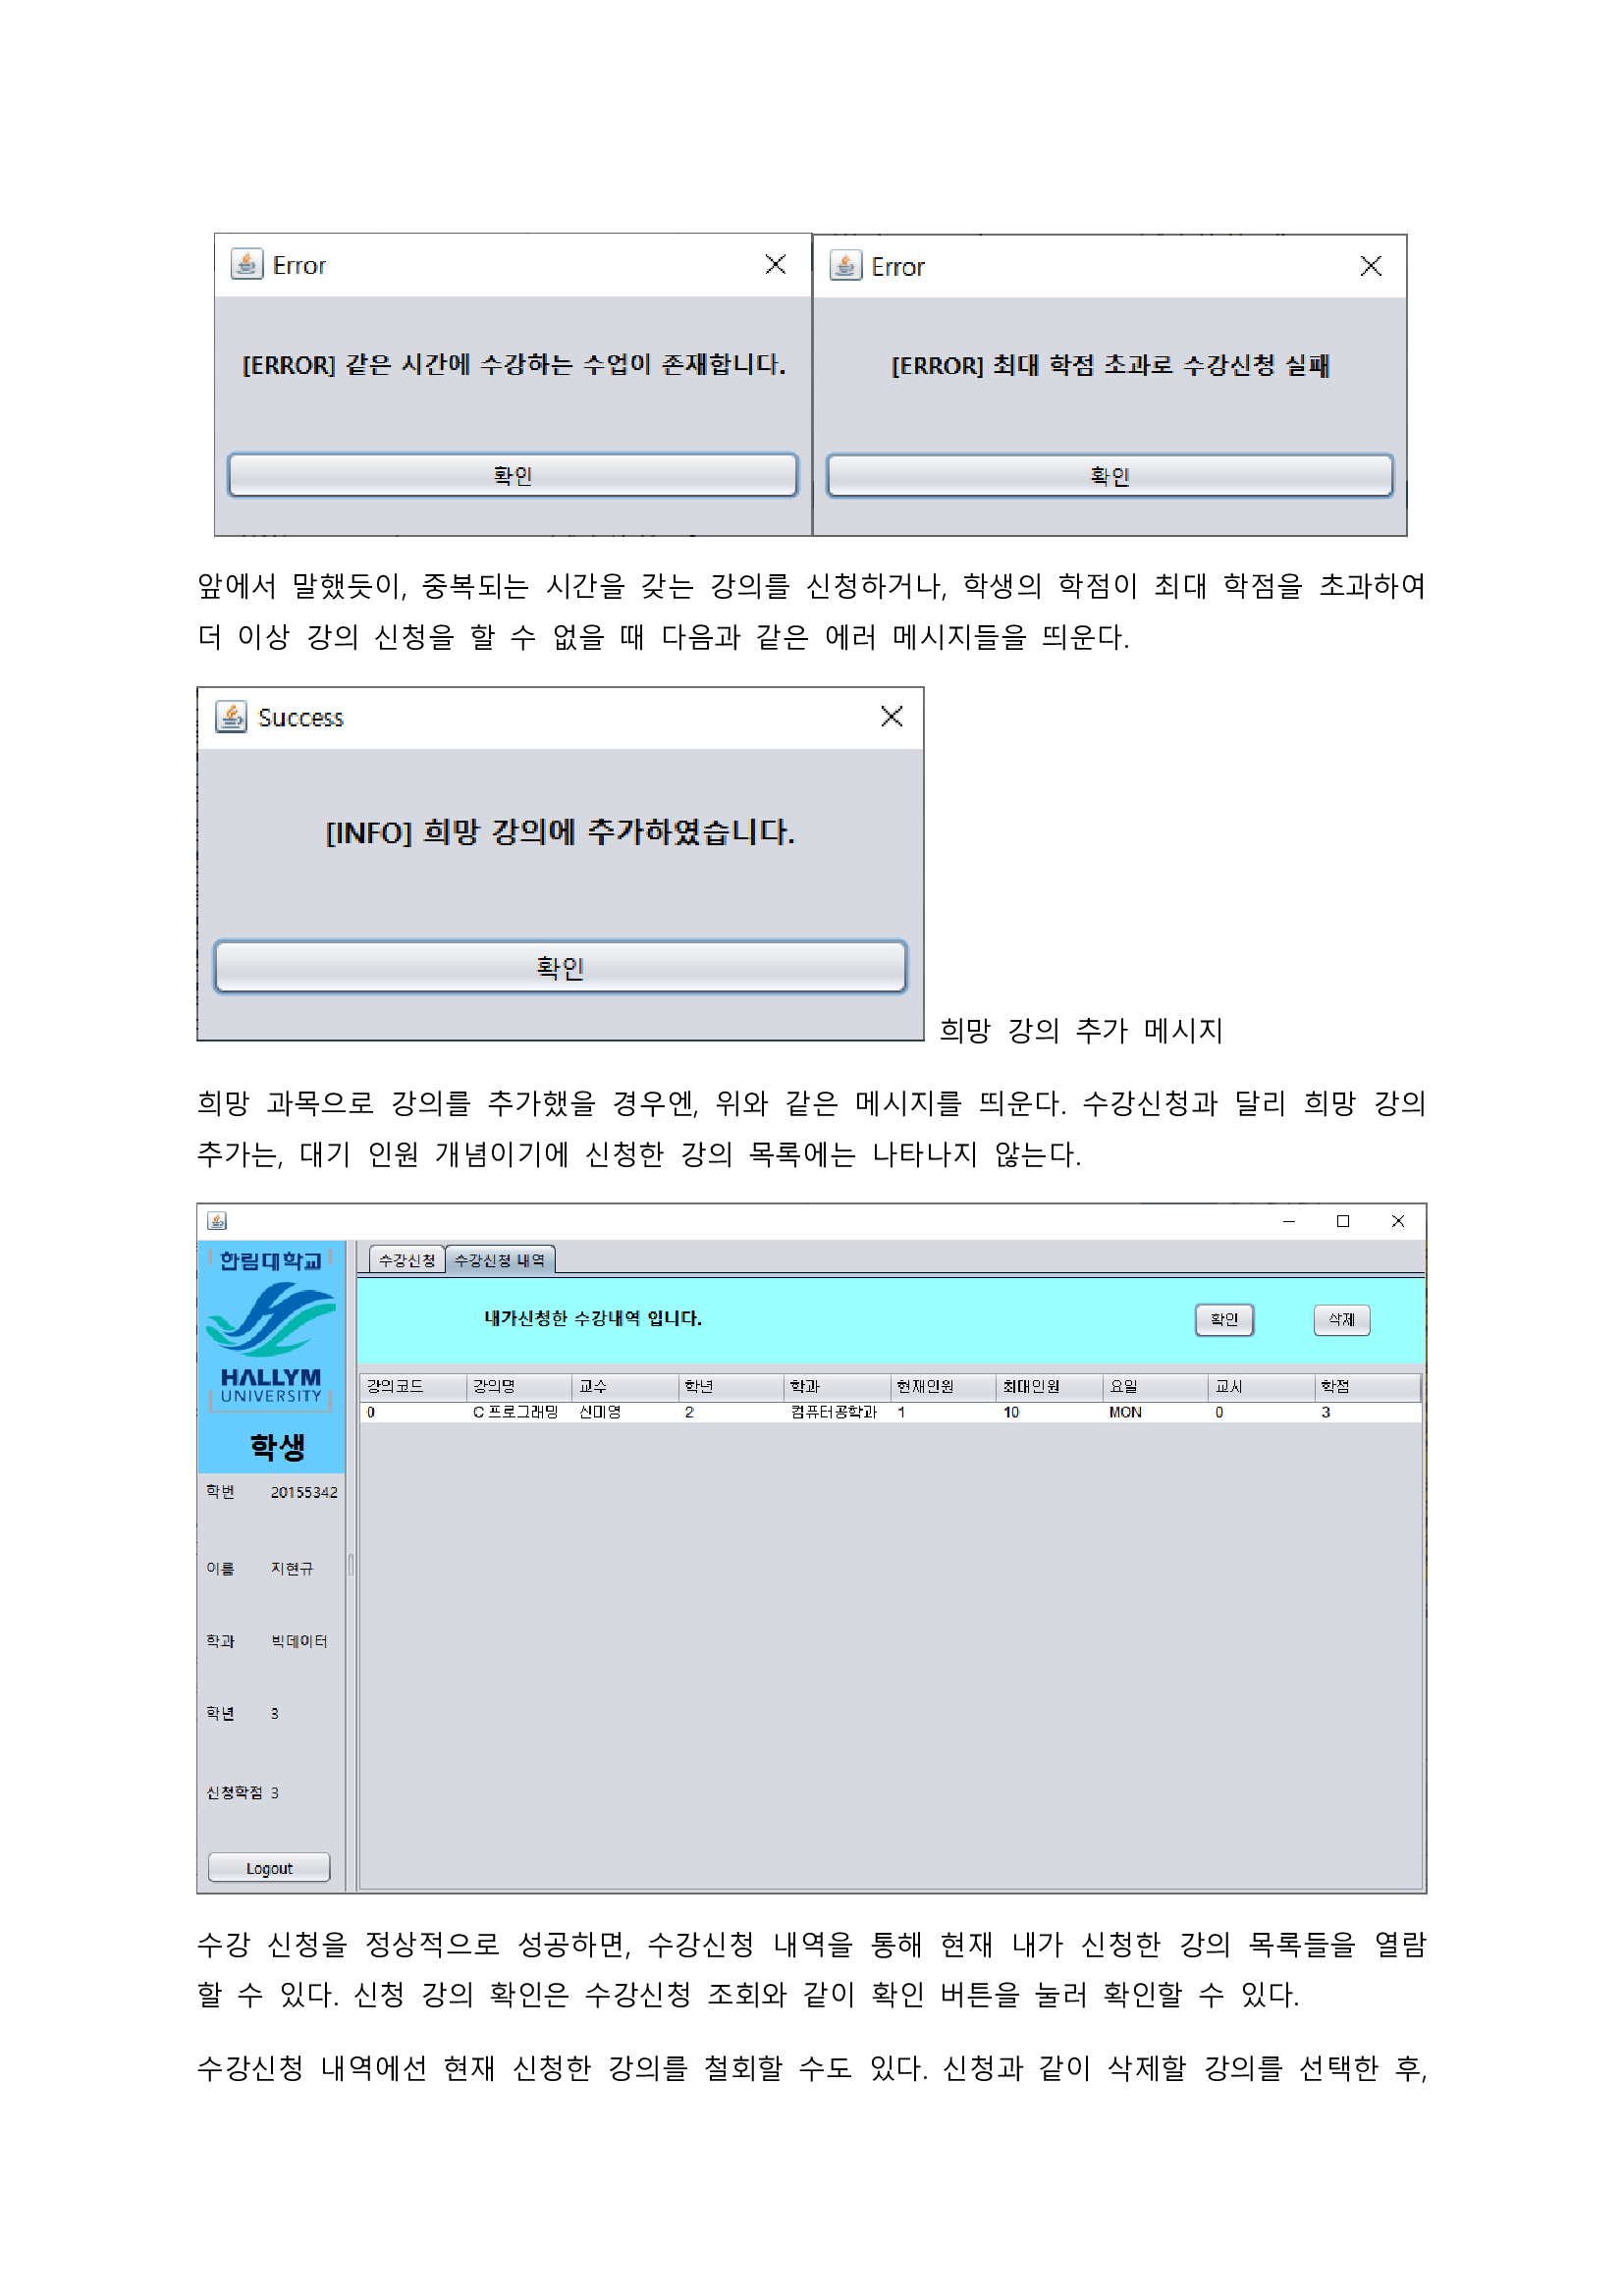 Error
Error
[ERROR] 같은 시간에 수강하는 수업이 존재합니다.
[ERROR] 최대 학점 초과로 수강신청 실패
확인
확인
앞에서 말했듯이, 중복되는 시간을 갖는 강의를 신청하거나, 학생의 학점이 최대 학점을 초과하여
더 이상 강의 신청을 할 수 없을 때 다음과 같은 에러 메시지들을 띄운다.
Success
[INFO] 희망 강의에 추가하였습니다.
확인
희망 강의 추가 메시지
희망 과목으로 강의를 추가했을 경우엔, 위와 같은 메시지를 띄운다. 수강신청과 달리 희망 강의
추가는, 대기 인원 개념이기에 신청한 강의 목록에는 나타나지 않는다.
한림대학교
HALLYM
UNIVERSITY
학생
학번 20155342
이름 지현규
학과 빅데이터
학년 3
신청학점 3
Logout
수강신청 수강신청 내역
내가신청한 수강내역 입니다.
확인 삭제
강의코드 강의명 교수 학년 학과 현재인원 최대인원 요일 교시 학점
0 C 프로그래밍 신미영 2 컴퓨터공학과 1 10 MON 0 3
수강 신청을 정상적으로 성공하면, 수강신청 내역을 통해 현재 내가 신청한 강의 목록들을 열람
할 수 있다. 신청 강의 확인은 수강신청 조회와 같이 확인 버튼을 눌러 확인할 수 있다.
수강신청 내역에선 현재 신청한 강의를 철회할 수도 있다. 신청과 같이 삭제할 강의를 선택한 후,